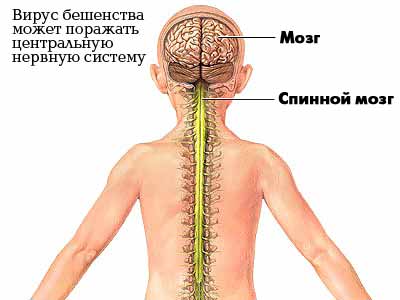 Вирус бешенства
может поражать
центральную
нервную систему
Мозг
Спинной мозг